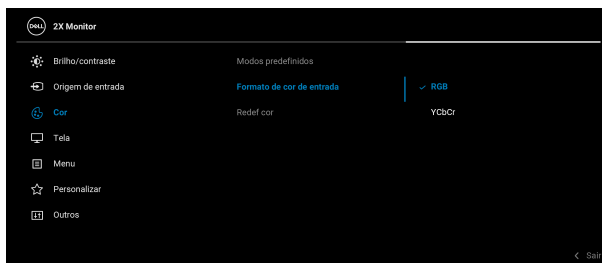 DELL 2X Monitor
Brilho/contraste Modos predefinidos
Origem de entrada Formato de cor de entrada RGB
Cor Redef cor YCbCr
Tela
Menu
Personalizar
Outros
Sair